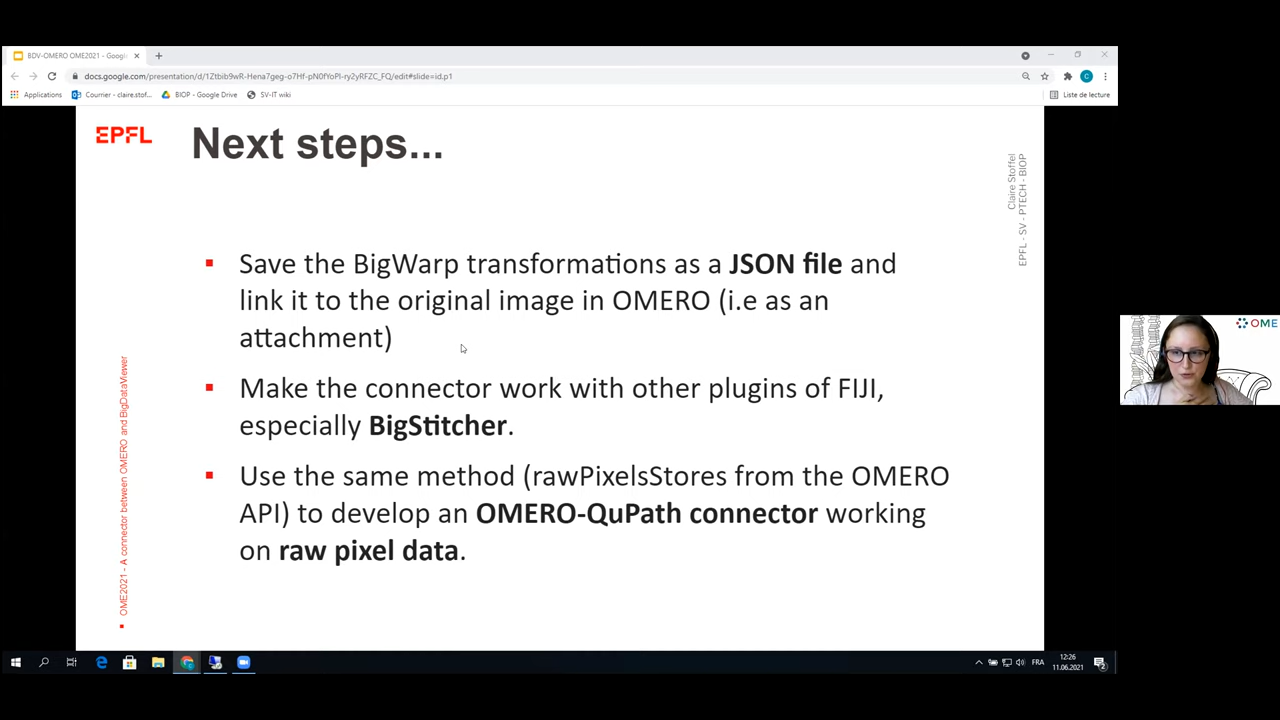 BDV-OMERO OME2021 - Googl
docs.google.com/presentation/d/1Ztbib9wR-Hena7geg-o7Hf-pN0fYoPI-ry2yRFZC_FQ/edit#slide=id.p1
Applications
Courrier - claire.stof...
BIOP - Google Drive
SV-IT wiki
Liste de lecture
EPFL
Next steps...
Claire Stoffel
EPFL - SV - PTECH - BIOP
▪ Save the BigWarp transformations as a JSON file and
link it to the original image in OMERO (i.e as an
attachment)
▪ Make the connector work with other plugins of FIJI,
especially BigStitcher.
▪ Use the same method (rawPixelsStores from the OMERO
API) to develop an OMERO-QuPath connector working
on raw pixel data.
OME2021 - A connector between OMERO and BigDataViewer
OME
FRA
12:26
11.06.2021